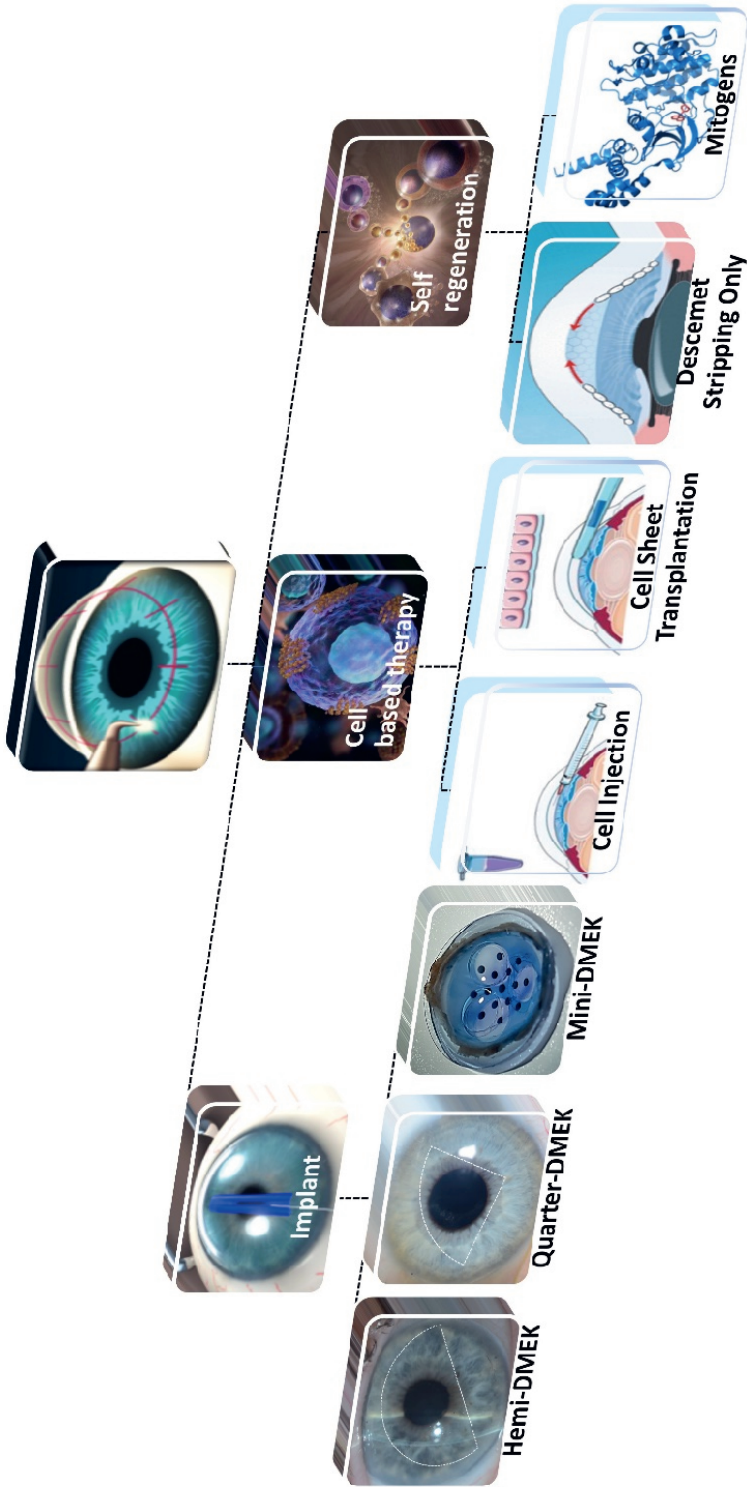 Implant
Cell
based therapy
Self
regeneration
Hemi-DMEK
Quarter-DMEK
Mini-DMEK
Cell Injection
Cell Sheet
Transplantation
Descemet
Stripping Only
Mitogens